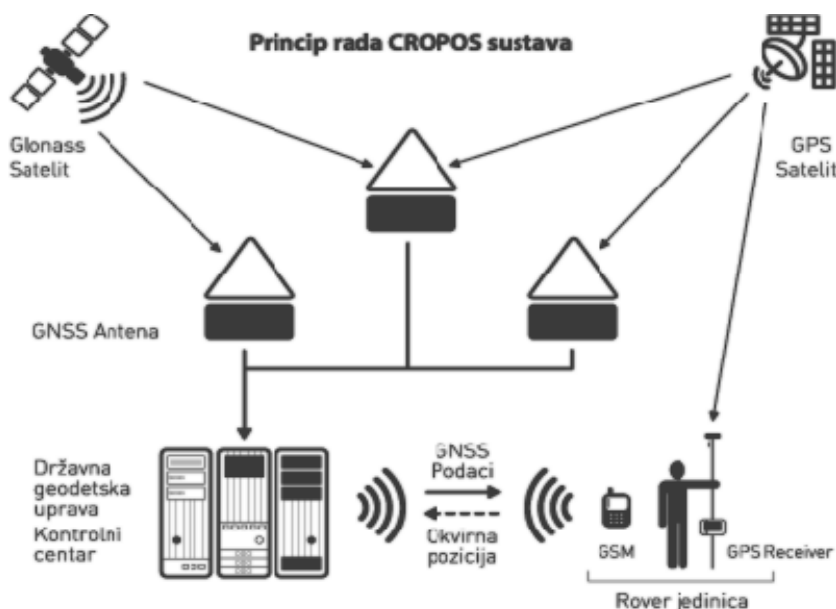 Princip rada CROPOS sustava
Glonass
Satelit
GPS
Satelit
GNSS Antena
Državna
geodetska
uprava
Kontrolni
centar
GNSS
Podaci
Okvirna
pozicija
GSM
GPS Receiver
Rover jedinica